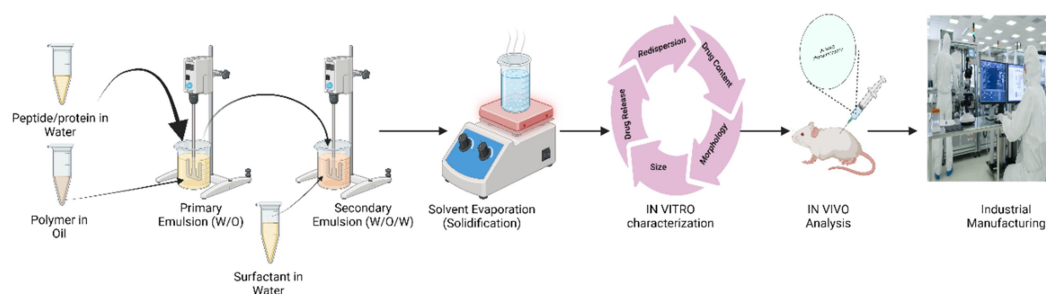 Peptide/protein in
Water
Polymer in
Oil
Primary
Emulsion (W/O)
Surfactant in
Water
Secondary
Emulsion (W/O/W)
Solvent Evaporation
(Solidification)
Redispersion
Drug Content
Morphology
Size
Drug Release
IN VITRO
characterization
IN VIVO
Analysis
Industrial
Manufacturing